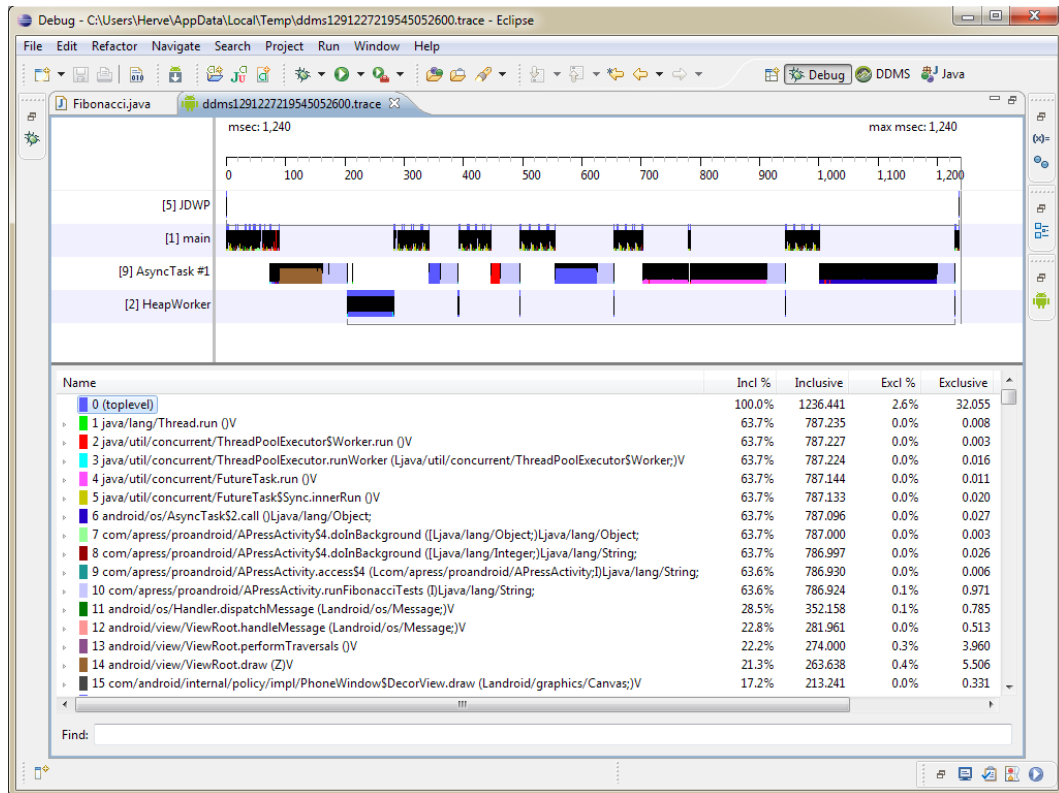 Debug - C:\Users\Herve\AppData\Local\Temp\ddms1291227219545052600.trace - Eclipse
File Edit Refactor Navigate Search Project Run Window Help
Debug DDMS Java
Fibonacci.java ddms1291227219545052600.trace
msec: 1,240 max msec: 1,240
0 100 200 300 400 500 600 700 800 900 1,000 1,100 1,200
[5] JDWP
[1] main
[9] AsyncTask #1
[2] HeapWorker
Name Incl % Inclusive Excl % Exclusive
0 (toplevel) 100.0% 1236.441 2.6% 32.055
1 java/lang/Thread.run ()V 63.7% 787.235 0.0% 0.008
2 java/util/concurrent/ThreadPoolExecutor$Worker.run ()V 63.7% 787.227 0.0% 0.003
3 java/util/concurrent/ThreadPoolExecutor.runWorker (Ljava/util/concurrent/ThreadPoolExecutor$Worker;)V 63.7% 787.224 0.0% 0.016
4 java/util/concurrent/FutureTask.run ()V 63.7% 787.144 0.0% 0.011
5 java/util/concurrent/FutureTask$Sync.innerRun ()V 63.7% 787.133 0.0% 0.020
6 android/os/AsyncTask$2.call ()Ljava/lang/Object; 63.7% 787.096 0.0% 0.027
7 com/apress/proandroid/APressActivity$4.doInBackground ([Ljava/lang/Object;)Ljava/lang/Object; 63.7% 787.000 0.0% 0.003
8 com/apress/proandroid/APressActivity$4.doInBackground ([Ljava/lang/Integer;)Ljava/lang/String; 63.7% 786.997 0.0% 0.026
9 com/apress/proandroid/APressActivity.access$4 (Lcom/apress/proandroid/APressActivity;I)Ljava/lang/String; 63.6% 786.930 0.0% 0.006
10 com/apress/proandroid/APressActivity.runFibonacciTests (I)Ljava/lang/String; 63.6% 786.924 0.1% 0.971
11 android/os/Handler.dispatchMessage (Landroid/os/Message;)V 28.5% 352.158 0.1% 0.785
12 android/view/ViewRoot.handleMessage (Landroid/os/Message;)V 22.8% 281.961 0.0% 0.513
13 android/view/ViewRoot.performTraversals ()V 22.2% 274.000 0.3% 3.960
14 android/view/ViewRoot.draw (Z)V 21.3% 263.638 0.4% 5.506
15 com/android/internal/policy/impl/PhoneWindow$DecorView.draw (Landroid/graphics/Canvas;)V 17.2% 213.241 0.0% 0.331
Find: